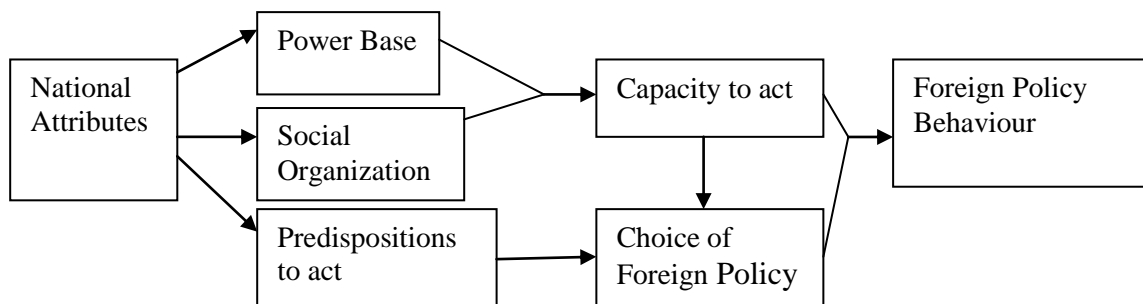 National
Attributes
Power Base
Social
Organization
Predispositions
to act
Capacity to act
Choice of
Foreign Policy
Foreign Policy
Behaviour